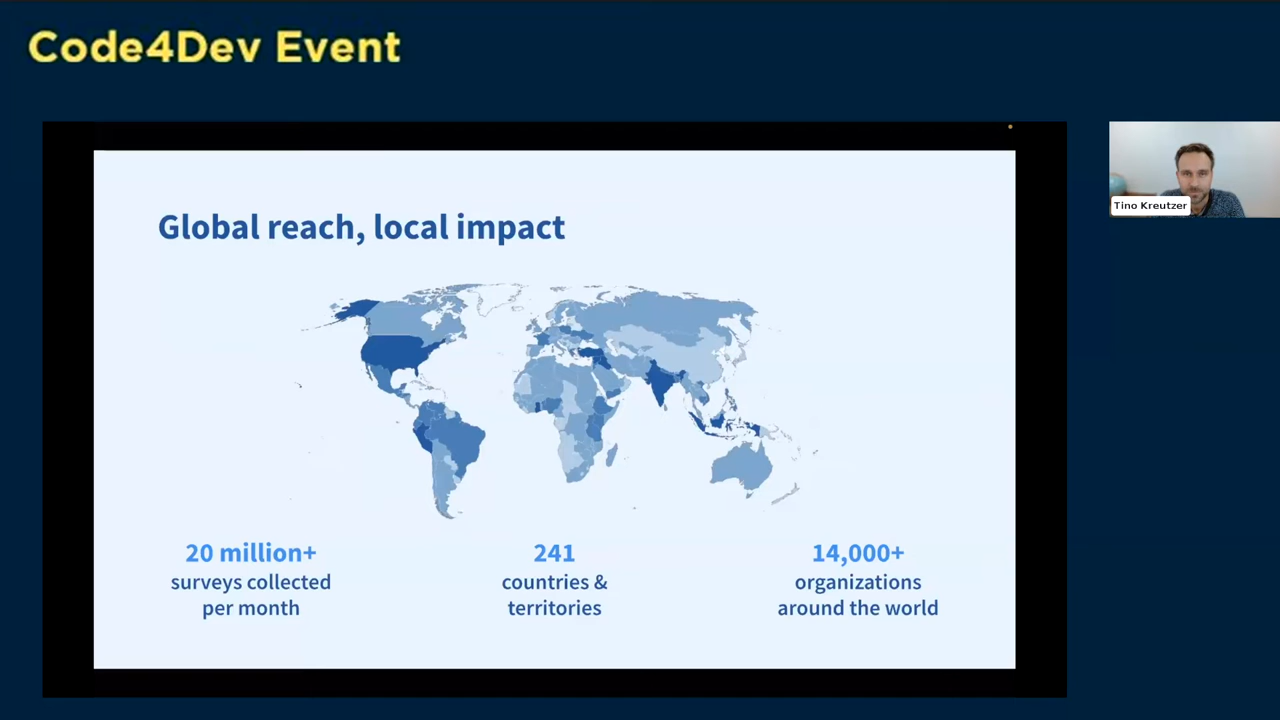 Code4Dev Event
Tino Kreutzer
Global reach, local impact
20 million+
surveys collected
per month
241
countries &
territories
14,000+
organizations
around the world